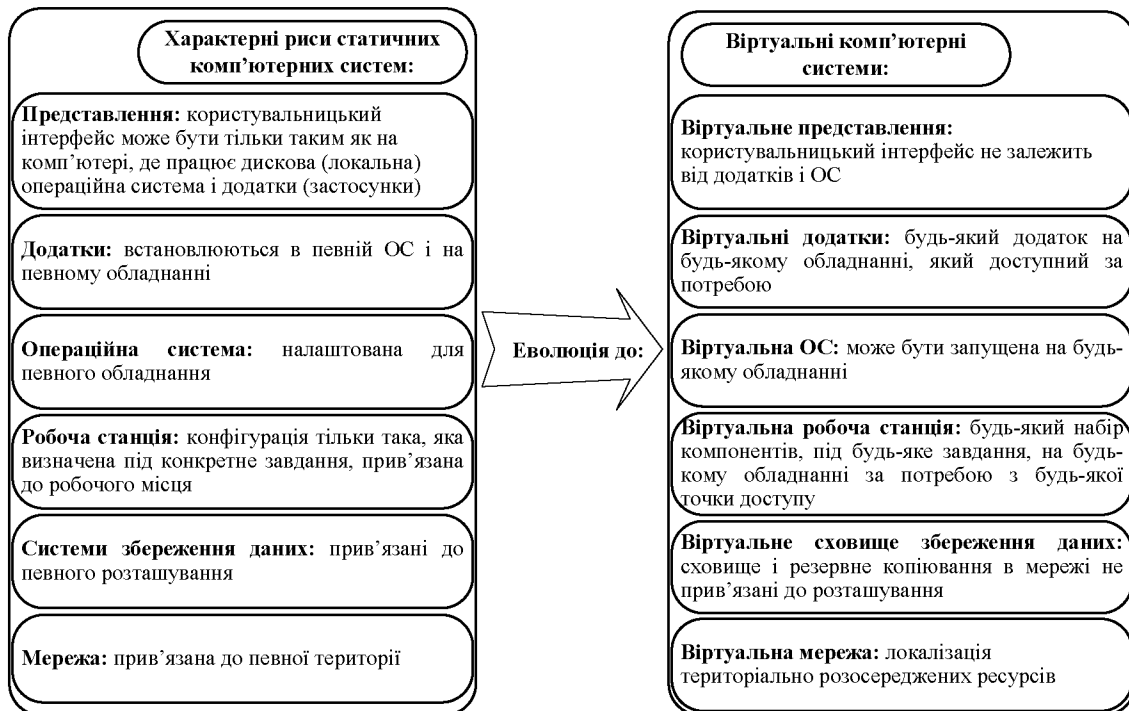 Характерні риси статичних
комп’ютерних систем:
Представлення: користувальницький
інтерфейс може бути тільки таким як на
комп’ютері, де працює дискова (локальна)
операційна система і додатки (застосунки)
Додатки: встановлюються в певній ОС і на
певному обладнанні
Операційна система: налаштована для
певного обладнання
Робоча станція: конфігурація тільки така, яка
визначена під конкретне завдання, прив’язана
до робочого місця
Системи збереження даних: прив’язані до
певного розташування
Мережа: прив’язана до певної території
Еволюція до:
Віртуальні комп’ютерні
системи:
Віртуальне представлення:
користувальницький інтерфейс не залежить
від додатків і ОС
Віртуальні додатки: будь-який додаток на
будь-якому обладнанні, який доступний за
потребою
Віртуальна ОС: може бути запущена на будь-
якому обладнанні
Віртуальна робоча станція: будь-який набір
компонентів, під будь-яке завдання, на будь-
кому обладнанні за потребою з будь-якої
точки доступу
Віртуальне сховище збереження даних:
сховище і резервне копіювання в мережі не
прив’язані до розташування
Віртуальна мережа: локалізація
територіально розосереджених ресурсів